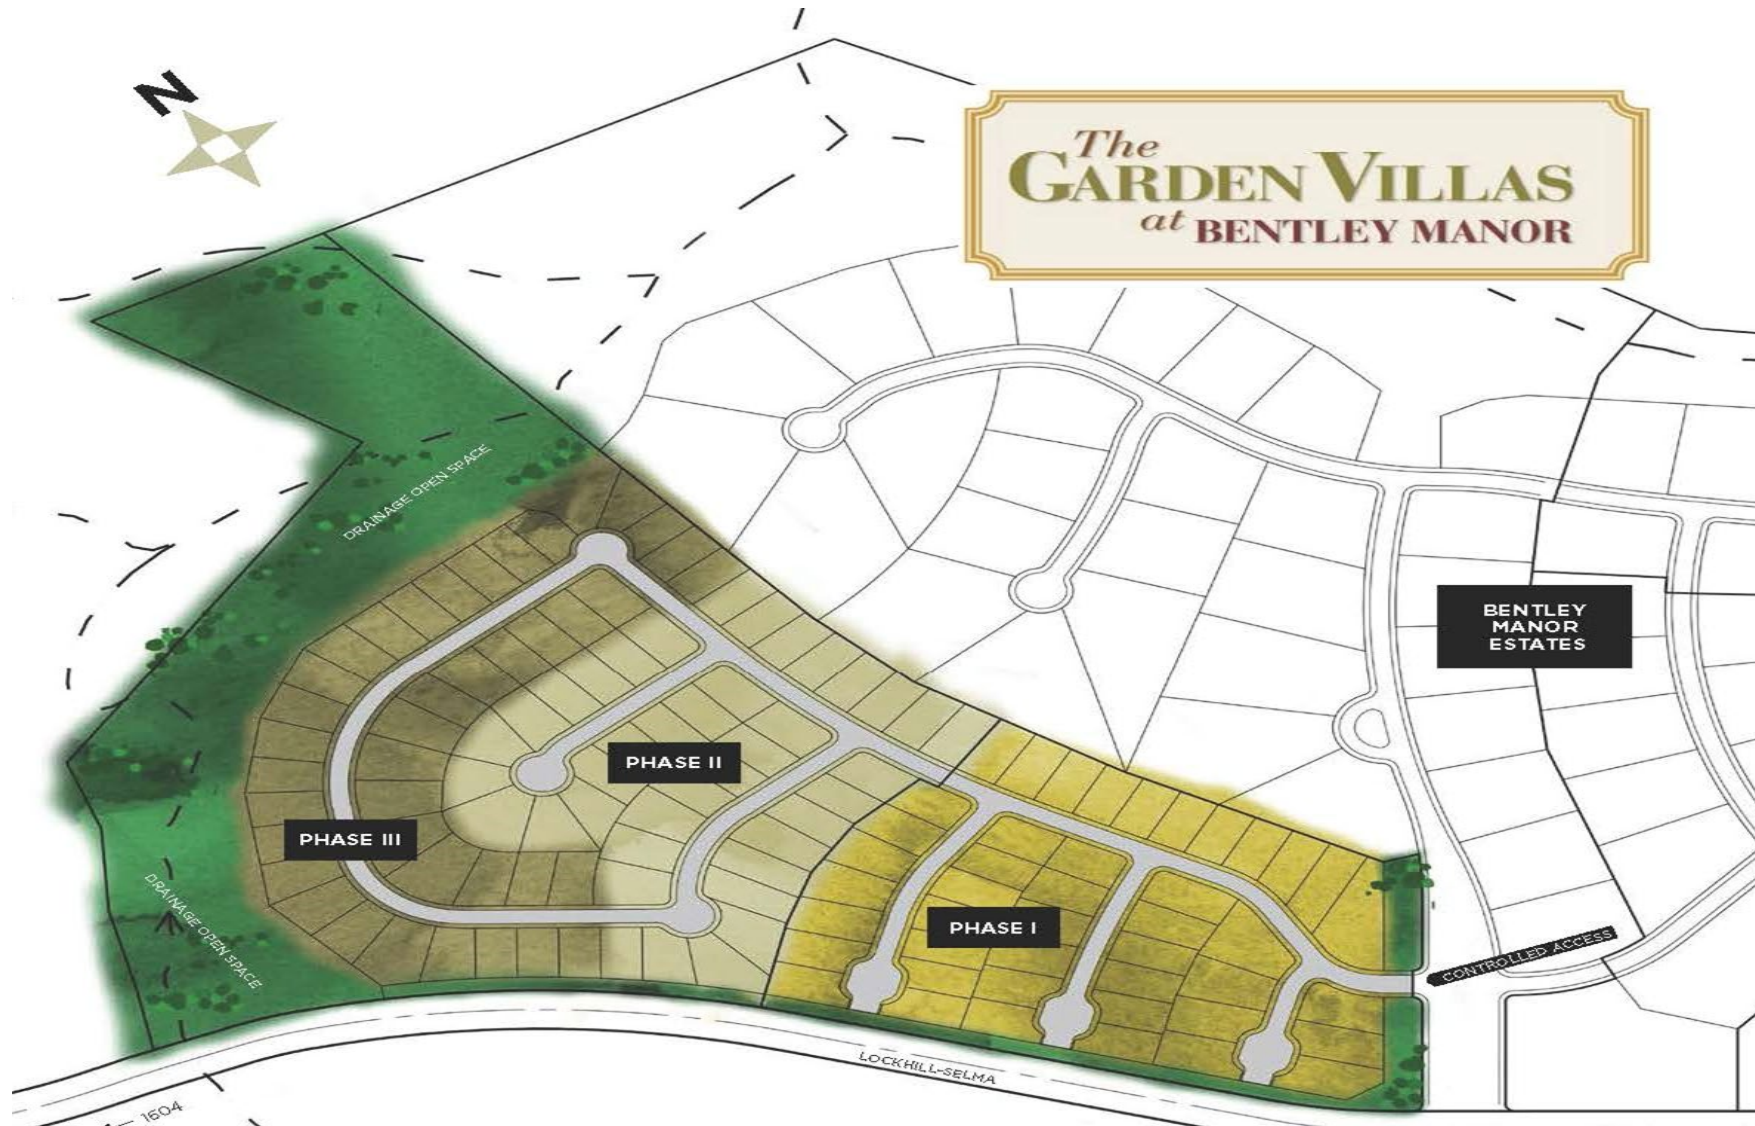 N
The
GARDEN VILLAS
at BENTLEY MANOR
DRAINAGE OPEN SPACE
BENTLEY
MANOR
ESTATES
PHASE II
PHASE III
PHASE I
DRAINAGE OPEN SPACE
CONTROLLED ACCESS
LOCKHILL-SELMA
1604